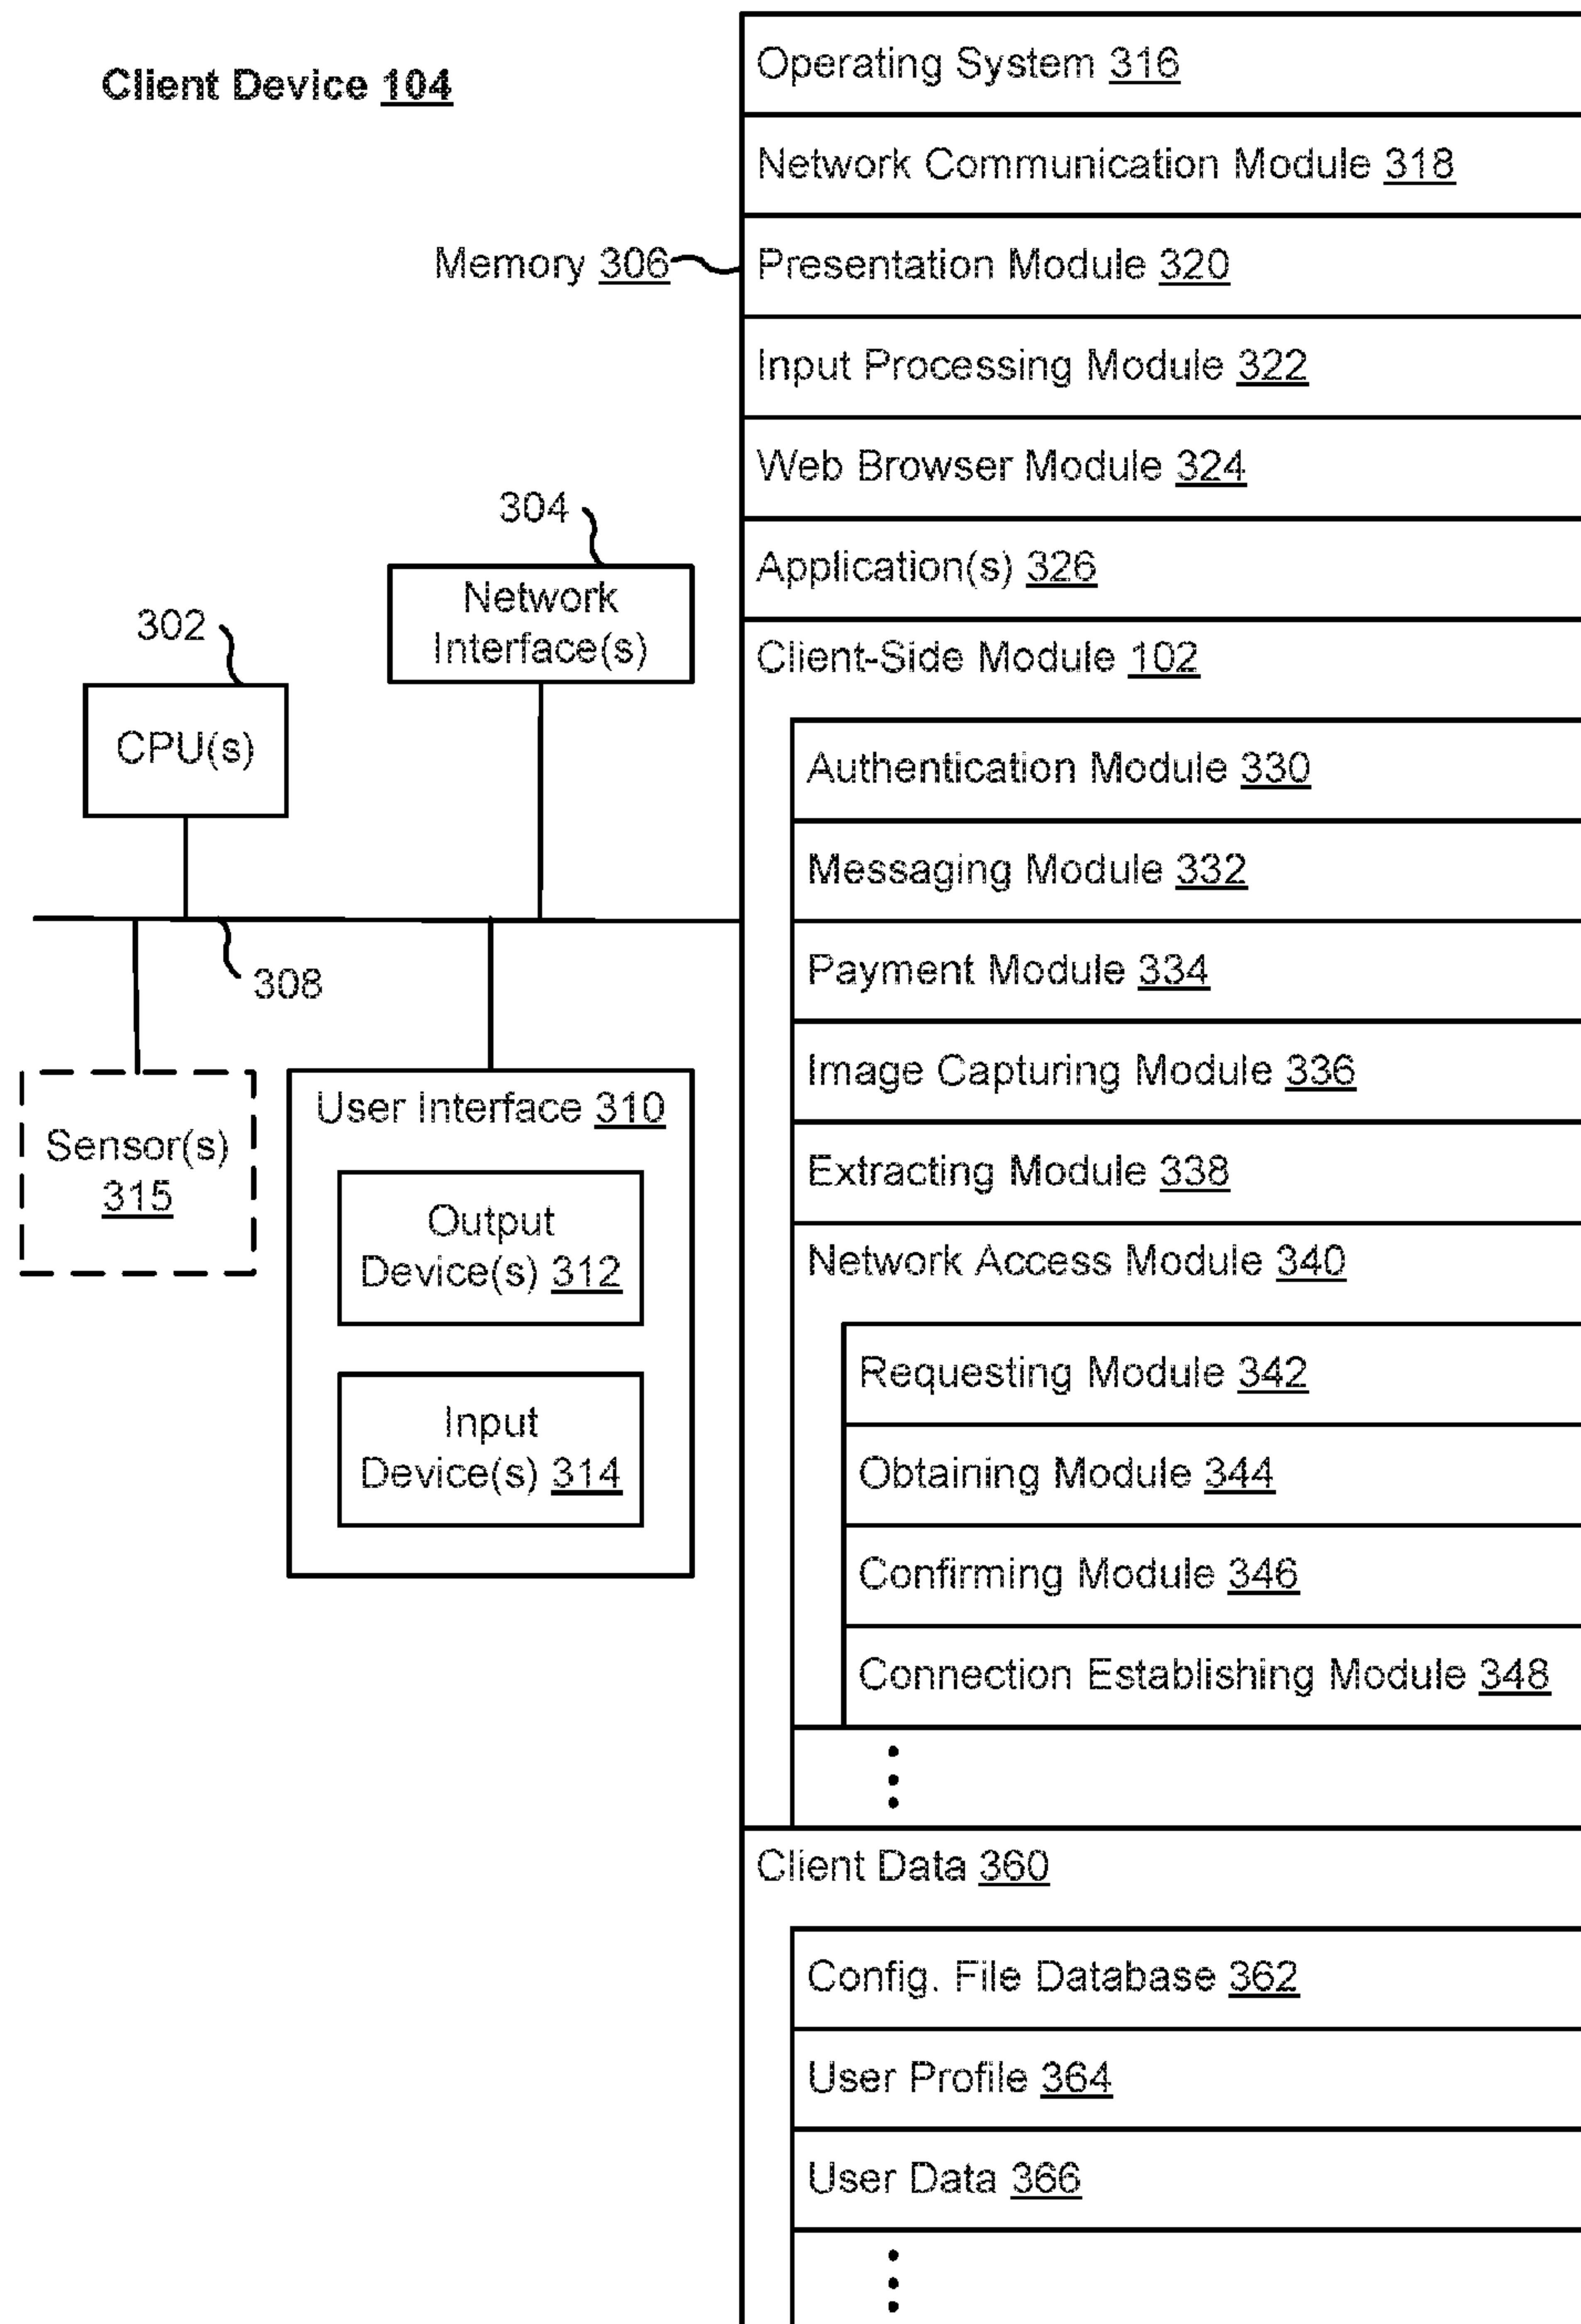 Client Device 104
Operating System 316
Network Communication Module 318
Memory 306
Presentation Module 320
Input Processing Module 322
Web Browser Module 324
Application(s) 326
Client-Side Module 102
Authentication Module 330
Messaging Module 332
Payment Module 334
Image Capturing Module 336
Extracting Module 338
Network Access Module 340
Requesting Module 342
Obtaining Module 344
Confirming Module 346
Connection Establishing Module 348
Client Data 360
Config. File Database 362
User Profile 364
User Data 366
304
Network
Interface(s)
302
CPU(s)
308
Sensor(s)
315
User Interface 310
Output
Device(s) 312
Input
Device(s) 314